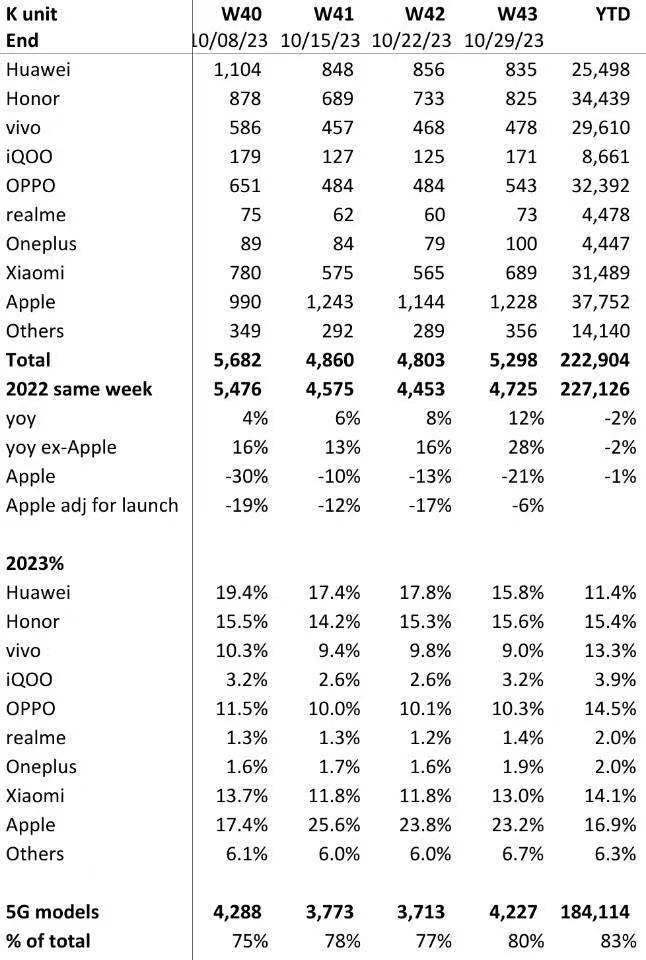 K unit W40 W41 W42 W43 YTD
End 10/08/23 10/15/23 10/22/23 10/29/23
Huawei 1,104 848 856 835 25,498
Honor 878 689 733 825 34,439
vivo 586 457 468 478 29,610
iQOO 179 127 125 171 8,661
OPPO 651 484 484 543 32,392
realme 75 62 60 73 4,478
Oneplus 89 84 79 100 4,447
Xiaomi 780 575 565 689 31,489
Apple 990 1,243 1,144 1,228 37,752
Others 349 292 289 356 14,140
Total 5,682 4,860 4,803 5,298 222,904
2022 same week 5,476 4,575 4,453 4,725 227,126
yoy 4% 6% 8% 12% -2%
yoy ex-Apple 16% 13% 16% 28% -2%
Apple -30% -10% -13% -21% -1%
Apple adj for launch -19% -12% -17% -6%
2023%
Huawei 19.4% 17.4% 17.8% 15.8% 11.4%
Honor 15.5% 14.2% 15.3% 15.6% 15.4%
vivo 10.3% 9.4% 9.8% 9.0% 13.3%
iQOO 3.2% 2.6% 2.6% 3.2% 3.9%
OPPO 11.5% 10.0% 10.1% 10.3% 14.5%
realme 1.3% 1.3% 1.2% 1.4% 2.0%
Oneplus 1.6% 1.7% 1.6% 1.9% 2.0%
Xiaomi 13.7% 11.8% 11.8% 13.0% 14.1%
Apple 17.4% 25.6% 23.8% 23.2% 16.9%
Others 6.1% 6.0% 6.0% 6.7% 6.3%
5G models 4,288 3,773 3,713 4,227 184,114
% of total 75% 78% 77% 80% 83%